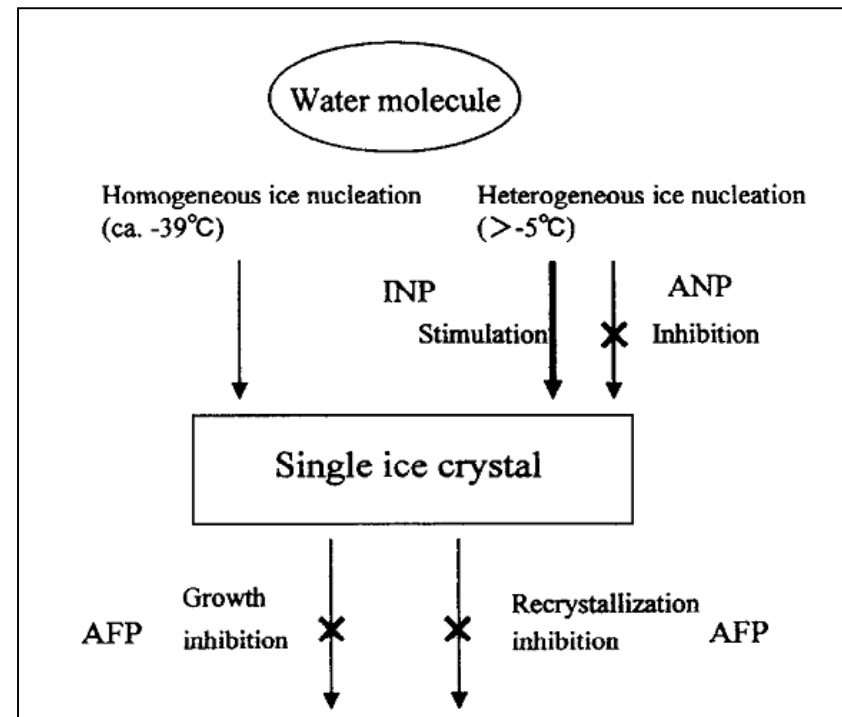 Water molecule
Homogeneous ice nucleation
(ca. -39℃)
Heterogeneous ice nucleation
(>-5℃)
INP
Stimulation
ANP
Inhibition
Single ice crystal
AFP
Growth
inhibition
Recrystallization
inhibition
AFP